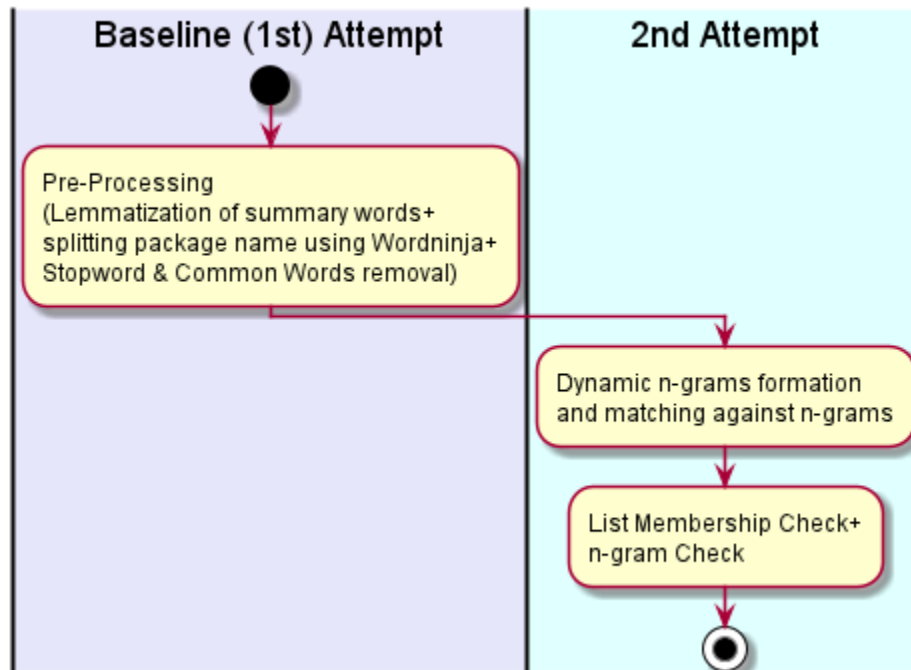 Baseline (1st) Attempt
2nd Attempt
Pre-Processing
(Lemmatization of summary words+
splitting package name using Wordninja+
Stopword & Common Words removal)
Dynamic n-grams formation
and matching against n-grams
List Membership Check+
n-gram Check